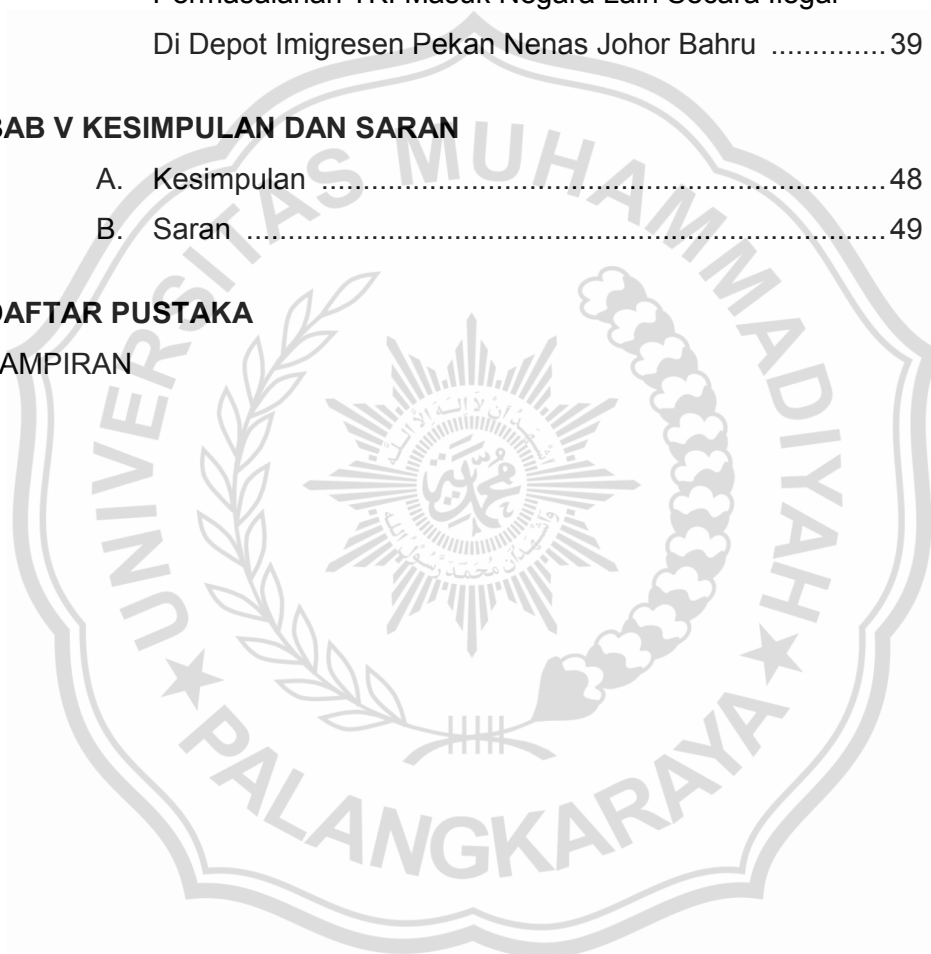 Permasalahan TKI Masuk Negara Lain Secara Ilegal
Di Depot Imigresen Pekan Nenas Johor Bahru .............. 39
BAB V KESIMPULAN DAN SARAN
A. Kesimpulan .................................................................... 48
B. Saran ............................................................................. 49
DAFTAR PUSTAKA
LAMPIRAN
UNIVERSITAS MUHAMMADIYAH
PALANGKARAYA